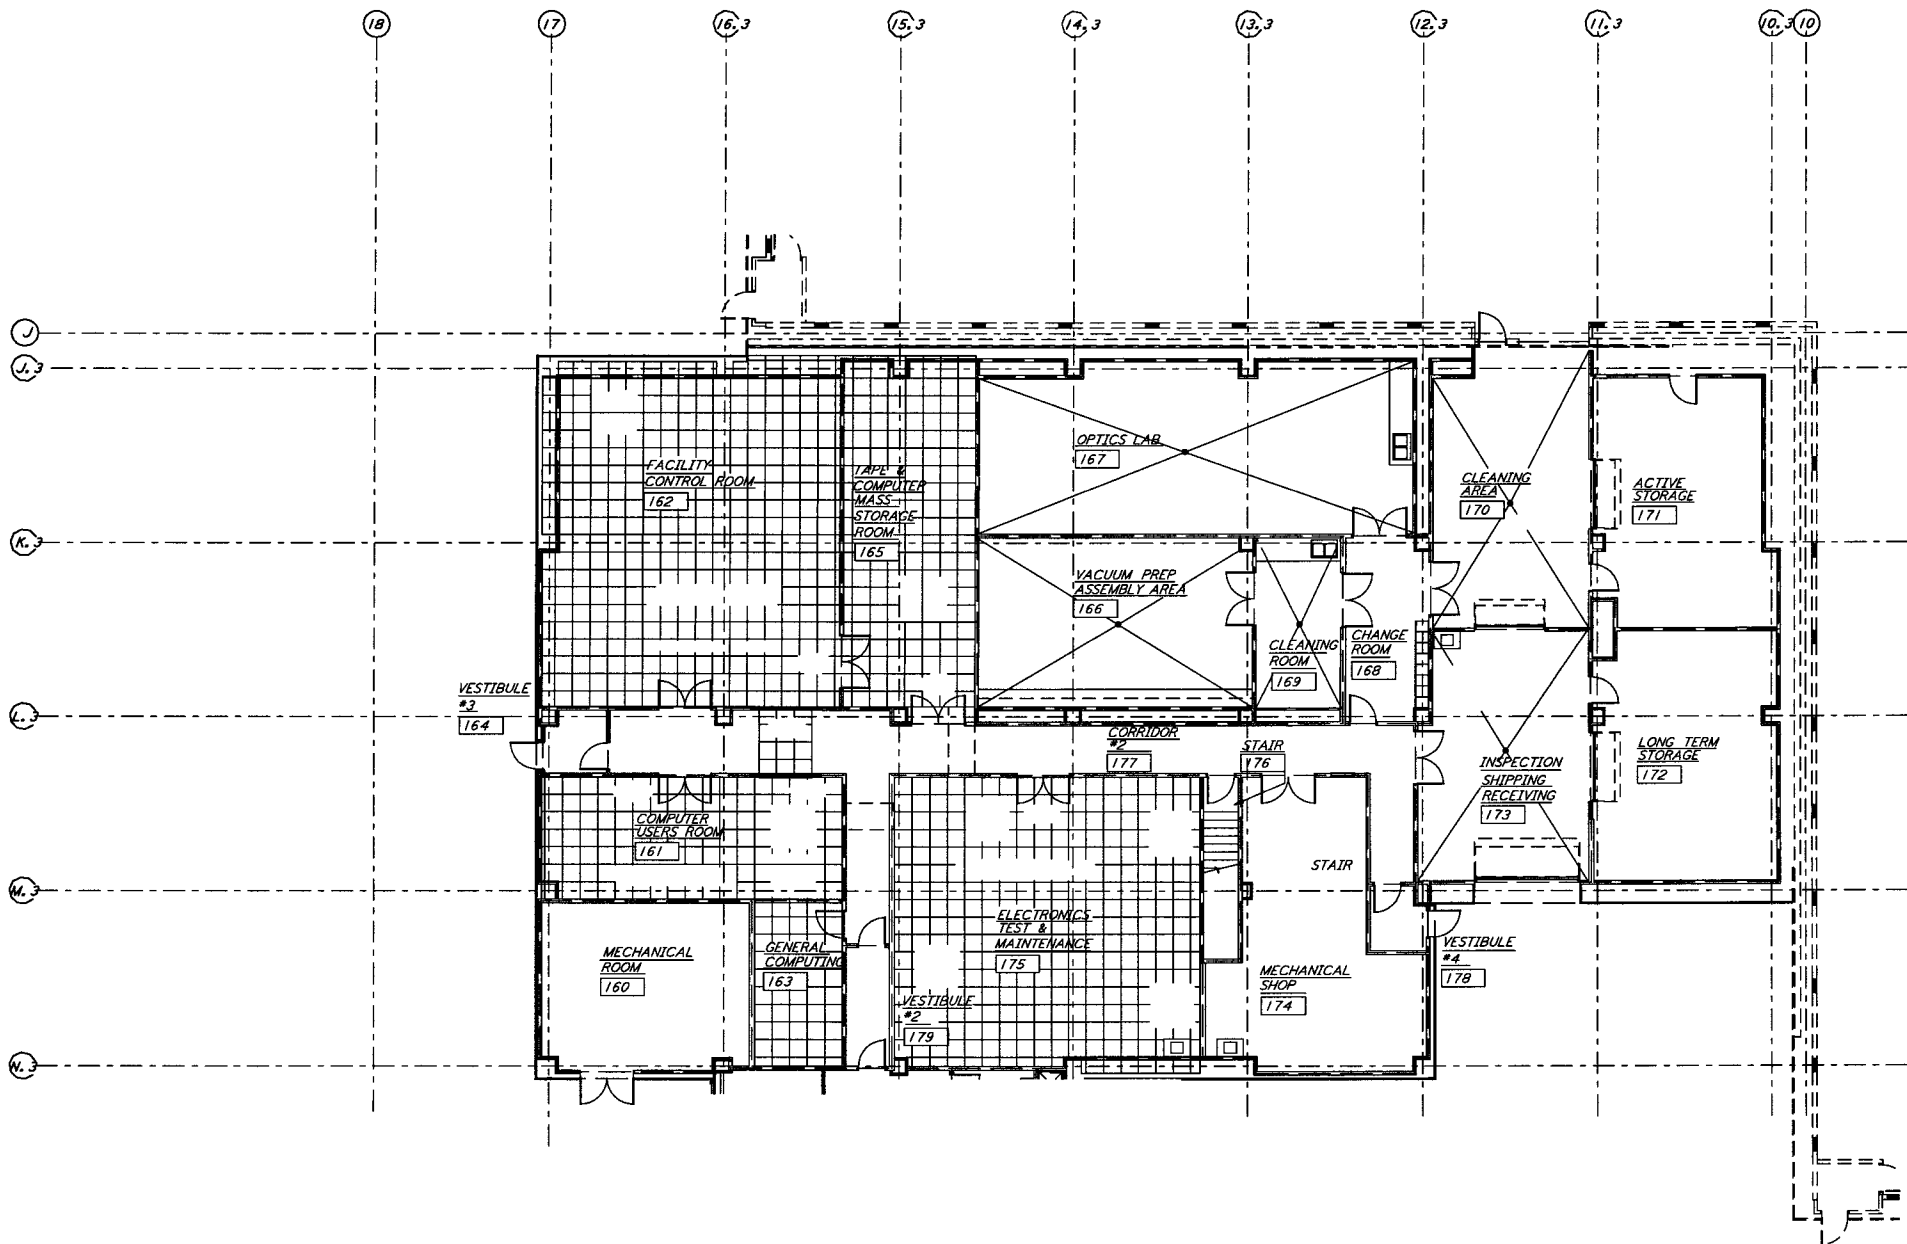 18 17 16.3 15.3 14.3 13.3 12.3 11.3 10.3 10
J
J.3
K.3
L.3
M.3
N.3
FACILITY
CONTROL ROOM
162
TAPE &
COMPUTER
MASS
STORAGE
ROOM
165
OPTICS LAB
167
CLEANING
AREA
170
ACTIVE
STORAGE
171
VACUUM PREP
ASSEMBLY AREA
166
CLEANING
ROOM
169
CHANGE
ROOM
168
VESTIBULE
#3
164
CORRIDOR
#2
177
STAIR
176
INSPECTION
SHIPPING
RECEIVING
173
LONG TERM
STORAGE
172
COMPUTER
USERS ROOM
161
STAIR
MECHANICAL
ROOM
160
GENERAL
COMPUTING
163
ELECTRONICS
TEST &
MAINTENANCE
175
VESTIBULE
#2
179
MECHANICAL
SHOP
174
VESTIBULE
#4
178